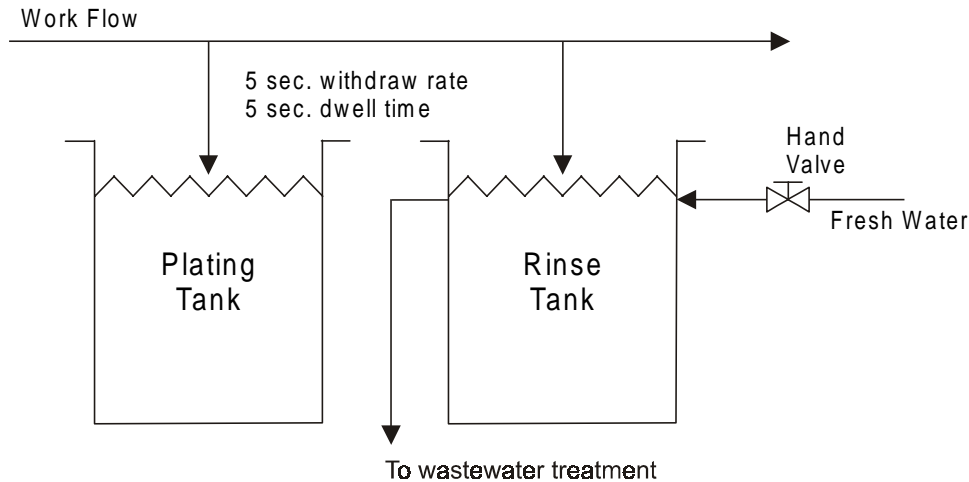 Work Flow
5 sec. withdraw rate
5 sec. dwell time
Hand
Valve
Fresh Water
Plating
Tank
Rinse
Tank
To wastewater treatment